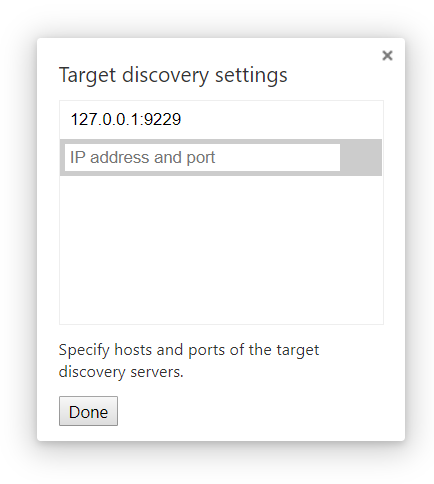 Target discovery settings
127.0.0.1:9229
IP address and port
Specify hosts and ports of the target
discovery servers.
Done